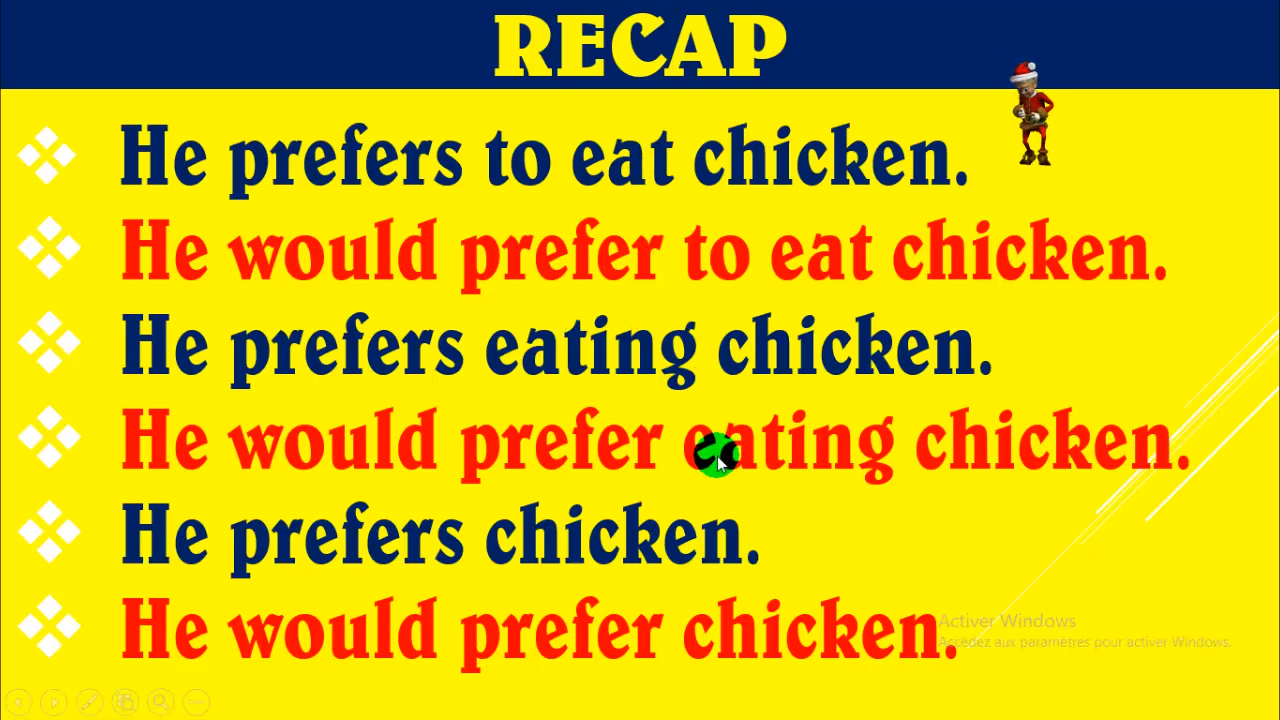 RECAP
He prefers to eat chicken.
He would prefer to eat chicken.
He prefers eating chicken.
He would prefer eating chicken.
He prefers chicken.
He would prefer chicken.
Activer Windows
Accédez aux paramètres pour activer Windows.